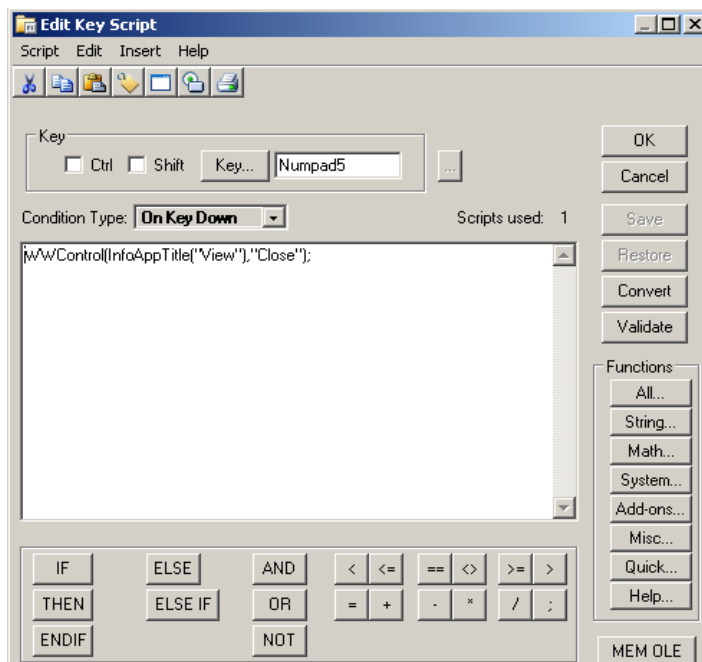 Edit Key Script
Script Edit Insert Help
Key
Ctrl Shift Key... Numpad5 ...
OK
Cancel
Condition Type: On Key Down Scripts used: 1
Save
Restore
Convert
Validate
wWControl(InfoAppTitle("View"),"Close");
Functions
All...
String...
Math...
System...
Add-ons...
Misc...
Quick...
Help...
IF ELSE AND < <= == <> >= >
THEN ELSE IF OR = + - * / ;
ENDIF NOT
MEM OLE